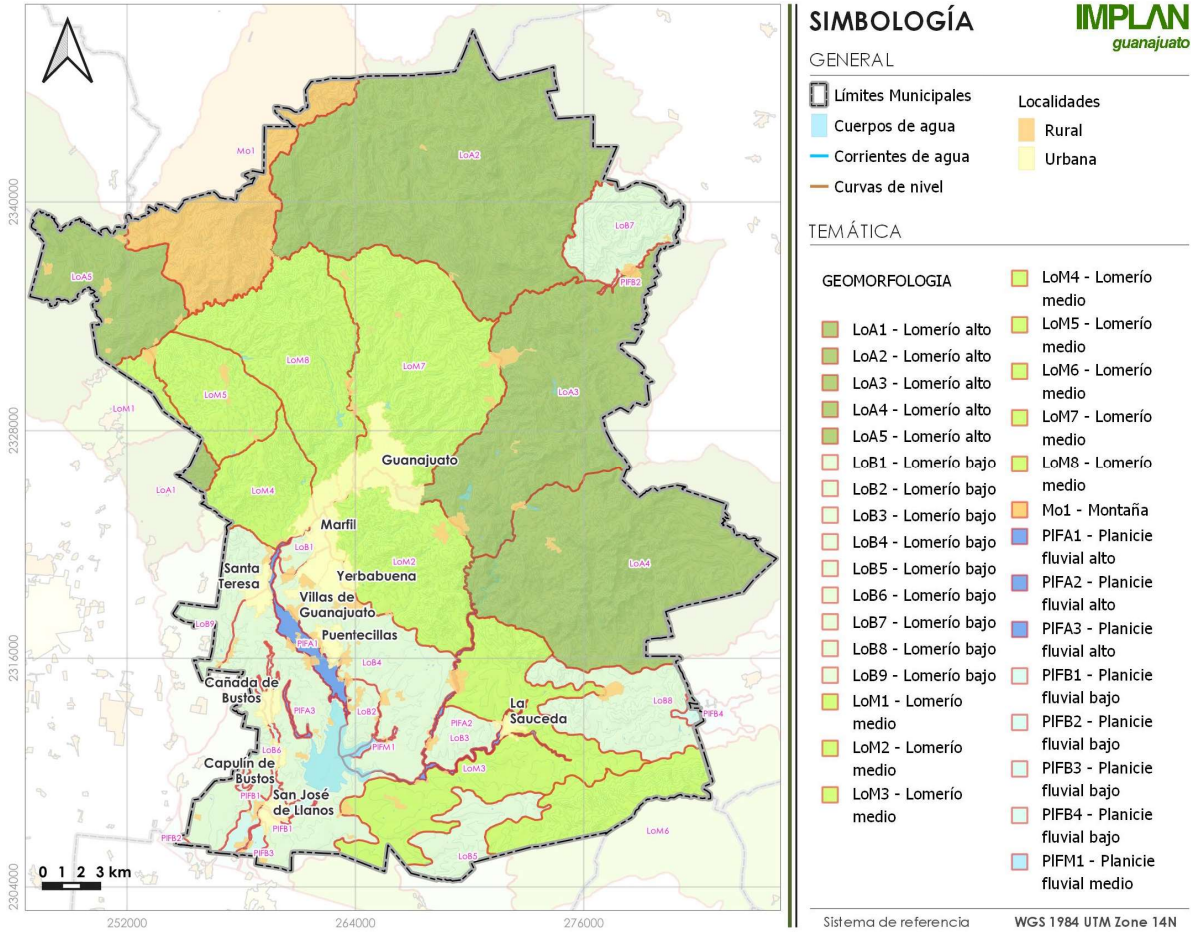 Mo1
LoA2
LoB7
LoA5
PlFB2
LoM8
LoM7
LoM5
LoA3
LoM1
Guanajuato
LoA1
LoM4
Marfil
LoB1
LoM2
LoA4
Santa
Teresa
Yerbabuena
Villas de
Guanajuato
LoB9
PlFA1
Puentecillas
LoB4
Cañada de
Bustos
PlFA3
LoB2
La
Sauceda
LoB8
PlFB4
PlFA2
LoB3
LoB6
PlFM1
Capulín de
Bustos
LoM3
PlFB1
San José
de Llanos
PlFB1
PlFB2
PlFB3
LoM6
LoB5
0 1 2 3 km
2340000
2328000
2316000
2304000
252000
264000
276000
SIMBOLOGÍA
IMPLAN
guanajuato
GENERAL
Límites Municipales
Cuerpos de agua
Corrientes de agua
Curvas de nivel
Localidades
Rural
Urbana
TEMÁTICA
GEOMORFOLOGIA
LoA1 - Lomerío alto
LoA2 - Lomerío alto
LoA3 - Lomerío alto
LoA4 - Lomerío alto
LoA5 - Lomerío alto
LoB1 - Lomerío bajo
LoB2 - Lomerío bajo
LoB3 - Lomerío bajo
LoB4 - Lomerío bajo
LoB5 - Lomerío bajo
LoB6 - Lomerío bajo
LoB7 - Lomerío bajo
LoB8 - Lomerío bajo
LoB9 - Lomerío bajo
LoM1 - Lomerío
medio
LoM2 - Lomerío
medio
LoM3 - Lomerío
medio
LoM4 - Lomerío
medio
LoM5 - Lomerío
medio
LoM6 - Lomerío
medio
LoM7 - Lomerío
medio
LoM8 - Lomerío
medio
Mo1 - Montaña
PlFA1 - Planicie
fluvial alto
PlFA2 - Planicie
fluvial alto
PlFA3 - Planicie
fluvial alto
PlFB1 - Planicie
fluvial bajo
PlFB2 - Planicie
fluvial bajo
PlFB3 - Planicie
fluvial bajo
PlFB4 - Planicie
fluvial bajo
PlFM1 - Planicie
fluvial medio
Sistema de referencia
WGS 1984 UTM Zone 14N